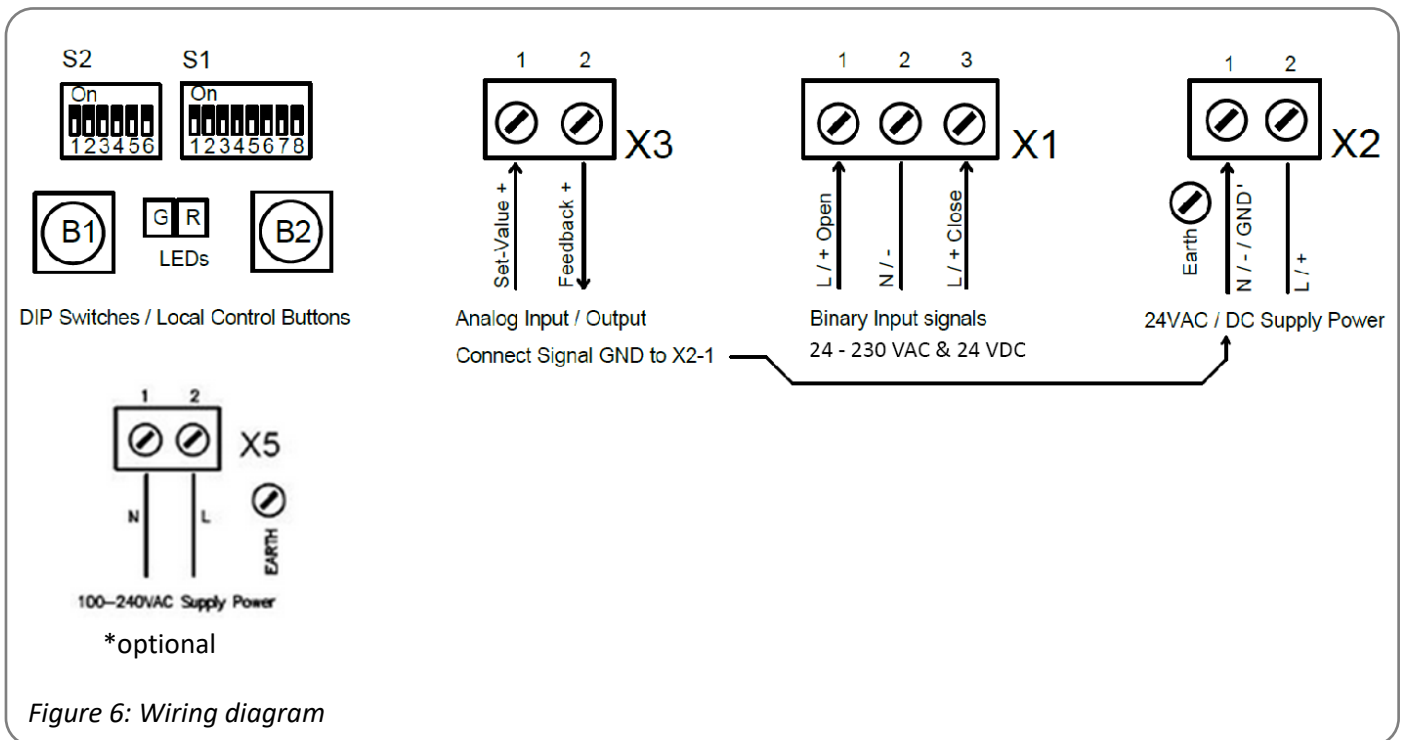 S2
S1
On
On
123456
12345678
B1
G R
B2
LEDs
DIP Switches / Local Control Buttons
1 2
X3
Set-Value +
Feedback +
Analog Input / Output
Connect Signal GND to X2-1
1 2 3
X1
L / + Open
N / -
L / + Close
Binary Input signals
24 - 230 VAC & 24 VDC
1 2
X2
Earth
N / - / GND'
L / +
24VAC / DC Supply Power
1 2
X5
N
L
EARTH
100—240VAC Supply Power
*optional
Figure 6: Wiring diagram